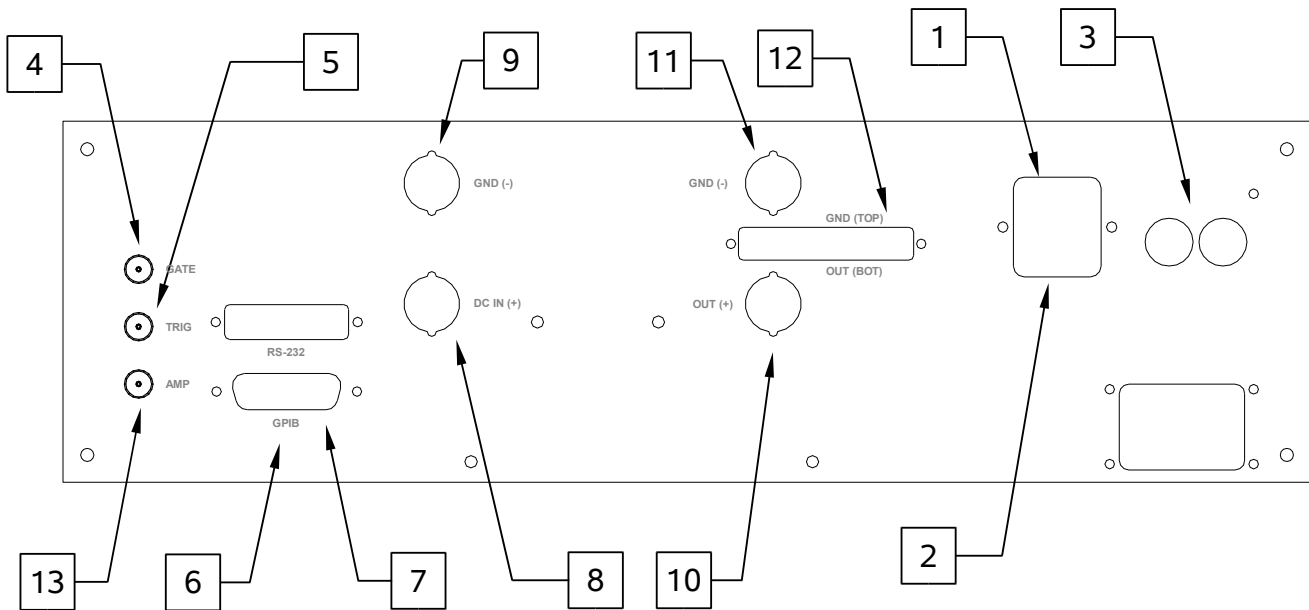 1
3
4
5
9
11
12
GND (-)
GND (-)
GND (TOP)
GATE
OUT (BOT)
DC IN (+)
OUT (+)
TRIG
RS-232
AMP
GPIB
13
6
7
8
10
2